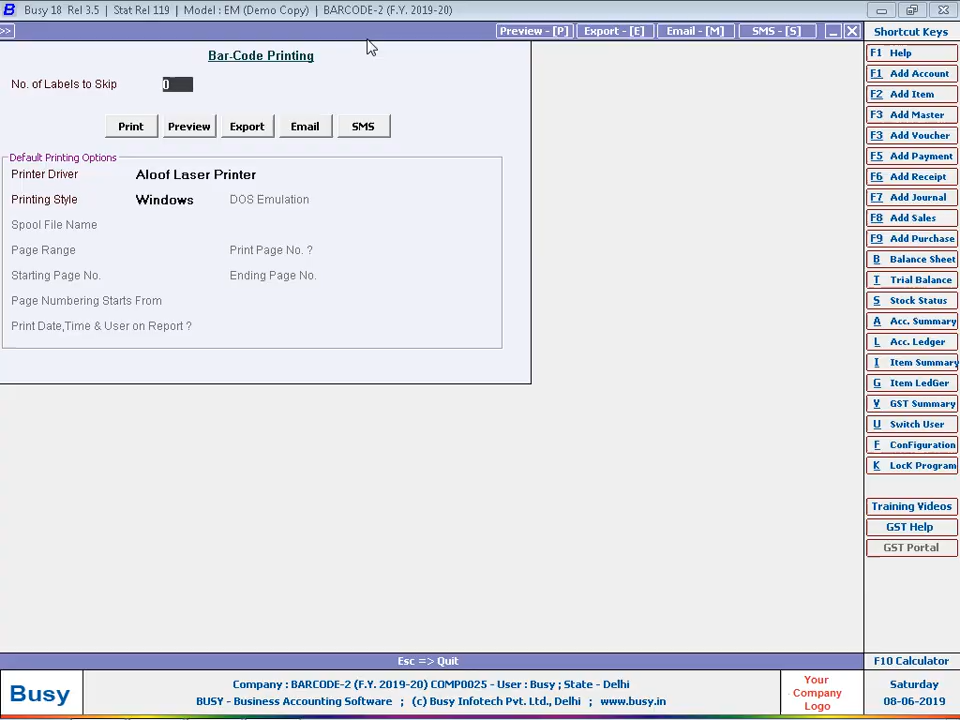 Busy 18 Rel 3.5 | Stat Rel 119 | Model : EM (Demo Copy) | BARCODE-2 (F.Y. 2019-20)
>> Preview - [P] Export - [E] Email - [M] SMS - [S]
Shortcut Keys
Bar-Code Printing
No. of Labels to Skip 0
Print Preview Export Email SMS
Default Printing Options
Printer Driver Aloof Laser Printer
Printing Style Windows DOS Emulation
Spool File Name
Page Range Print Page No. ?
Starting Page No. Ending Page No.
Page Numbering Starts From
Print Date,Time & User on Report ?
F1 Help
F1 Add Account
F2 Add Item
F3 Add Master
F3 Add Voucher
F5 Add Payment
F6 Add Receipt
F7 Add Journal
F8 Add Sales
F9 Add Purchase
B Balance Sheet
T Trial Balance
S Stock Status
A Acc. Summary
L Acc. Ledger
I Item Summary
G Item LedGer
Y GST Summary
U Switch User
F ConFiguration
K LocK Program
Training Videos
GST Help
GST Portal
Esc => Quit
F10 Calculator
Busy
Company : BARCODE-2 (F.Y. 2019-20) COMP0025 - User : Busy ; State - Delhi
BUSY - Business Accounting Software ; (c) Busy Infotech Pvt. Ltd., Delhi ; www.busy.in
Your
Company
Logo
Saturday
08-06-2019